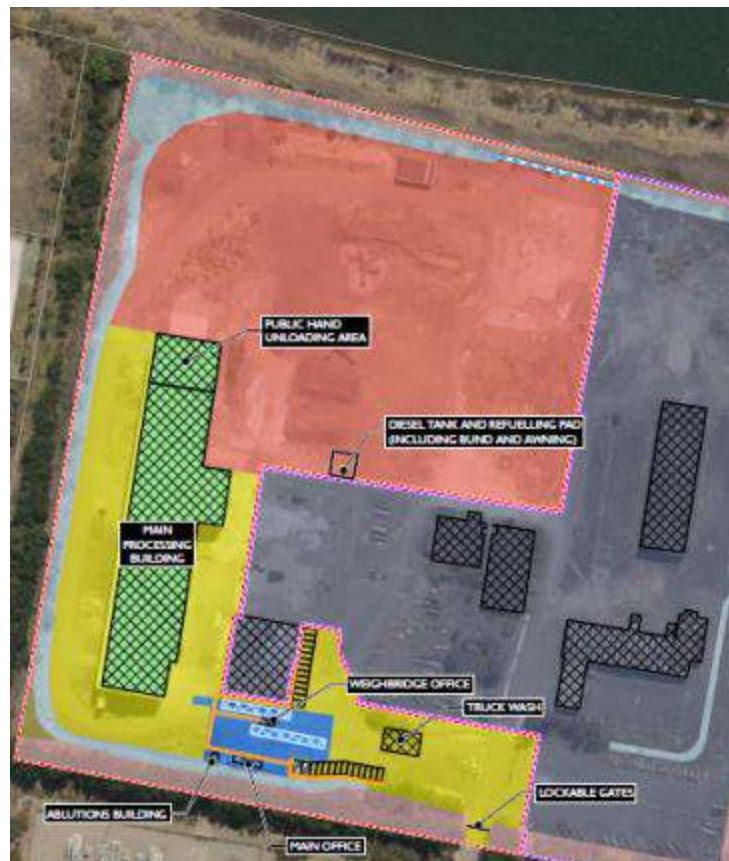 PUBLIC HAND
UNLOADING AREA
DIESEL TANK AND REFUELLING PAD
(INCLUDING BUND AND AWNING)
MAIN
PROCESSING
BUILDING
WEIGHBRIDGE OFFICE
TRUCK WASH
LOCKABLE GATES
ABLUTIONS BUILDING
MAIN OFFICE